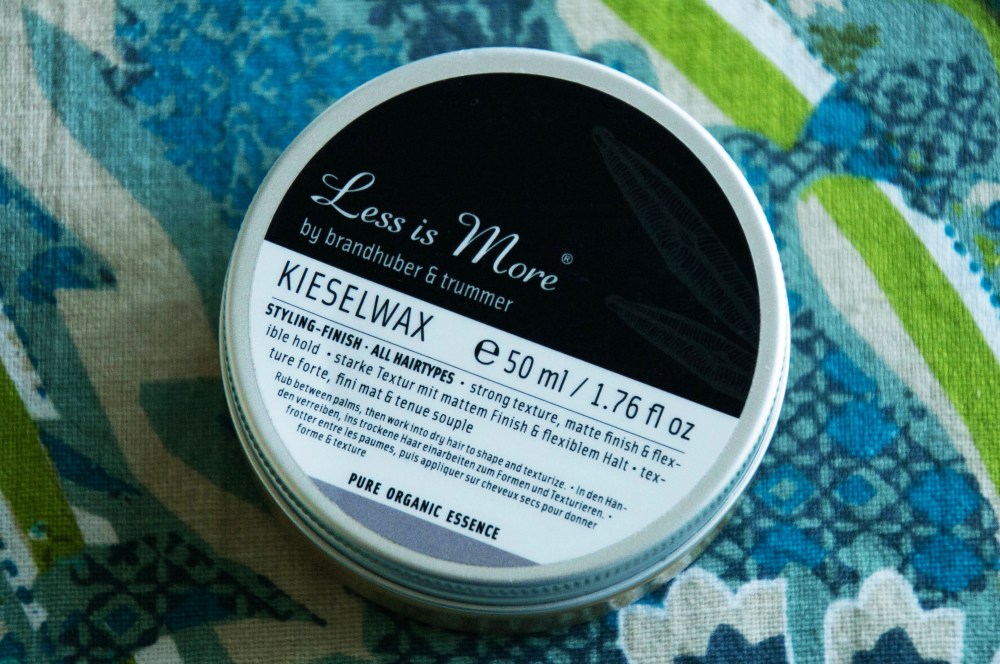 Less is More®
by brandhuber & trummer
KIESELWAX
℮ 50 ml / 1.76 fl oz
STYLING-FINISH · ALL HAIRTYPES · strong texture, matte finish & flex-
ible hold · starke Textur mit mattem Finish & flexiblem Halt · tex-
ture forte, fini mat & tenue souple
Rub between palms, then work into dry hair to shape and texturize. · In den Hän-
den verreiben, ins trockene Haar einarbeiten zum Formen und Texturieren. ·
frotter entre les paumes, puis appliquer sur cheveux secs pour donner
forme & texture
PURE ORGANIC ESSENCE